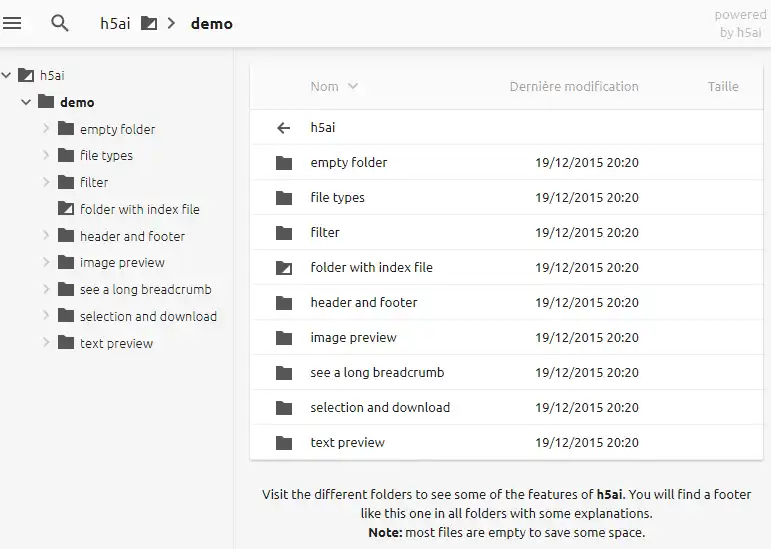 h5ai demo
powered
by h5ai
h5ai
demo
empty folder
file types
filter
folder with index file
header and footer
image preview
see a long breadcrumb
selection and download
text preview
Nom Dernière modification Taille
h5ai
empty folder 19/12/2015 20:20
file types 19/12/2015 20:20
filter 19/12/2015 20:20
folder with index file 19/12/2015 20:20
header and footer 19/12/2015 20:20
image preview 19/12/2015 20:20
see a long breadcrumb 19/12/2015 20:20
selection and download 19/12/2015 20:20
text preview 19/12/2015 20:20
Visit the different folders to see some of the features of h5ai. You will find a footer
like this one in all folders with some explanations.
Note: most files are empty to save some space.